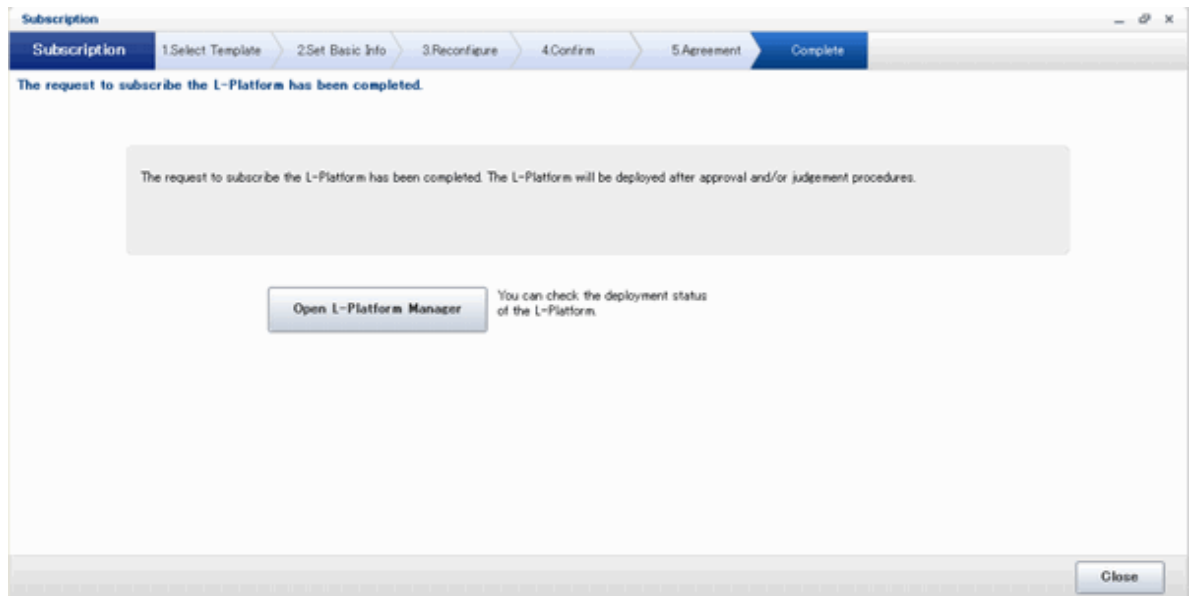 Subscription
Subscription 1.Select Template 2.Set Basic Info 3.Reconfigure 4.Confirm 5.Agreement Complete
The request to subscribe the L-Platform has been completed.
The request to subscribe the L-Platform has been completed. The L-Platform will be deployed after approval and/or judgement procedures.
Open L-Platform Manager
You can check the deployment status
of the L-Platform.
Close